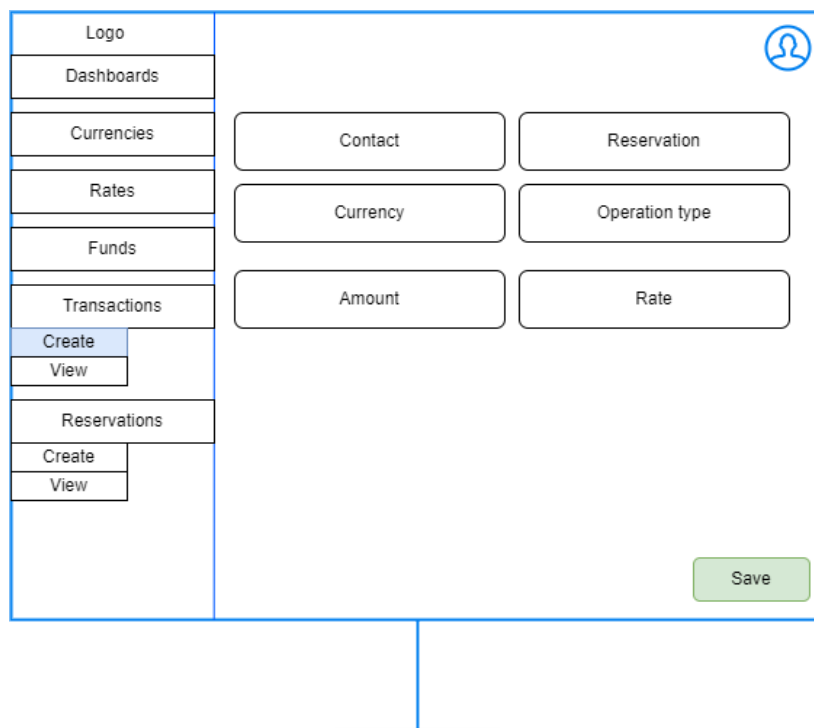 Logo
Dashboards
Currencies
Rates
Funds
Transactions
Create
View
Reservations
Create
View
Contact
Reservation
Currency
Operation type
Amount
Rate
Save